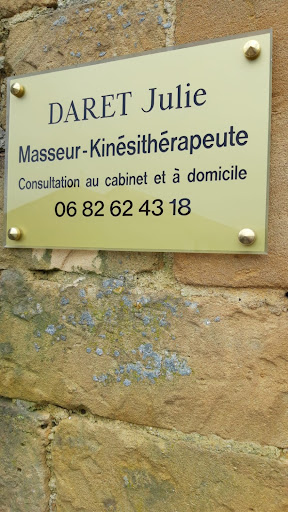 DARET Julie
Masseur-Kinésithérapeute
Consultation au cabinet et à domicile
06 82 62 43 18